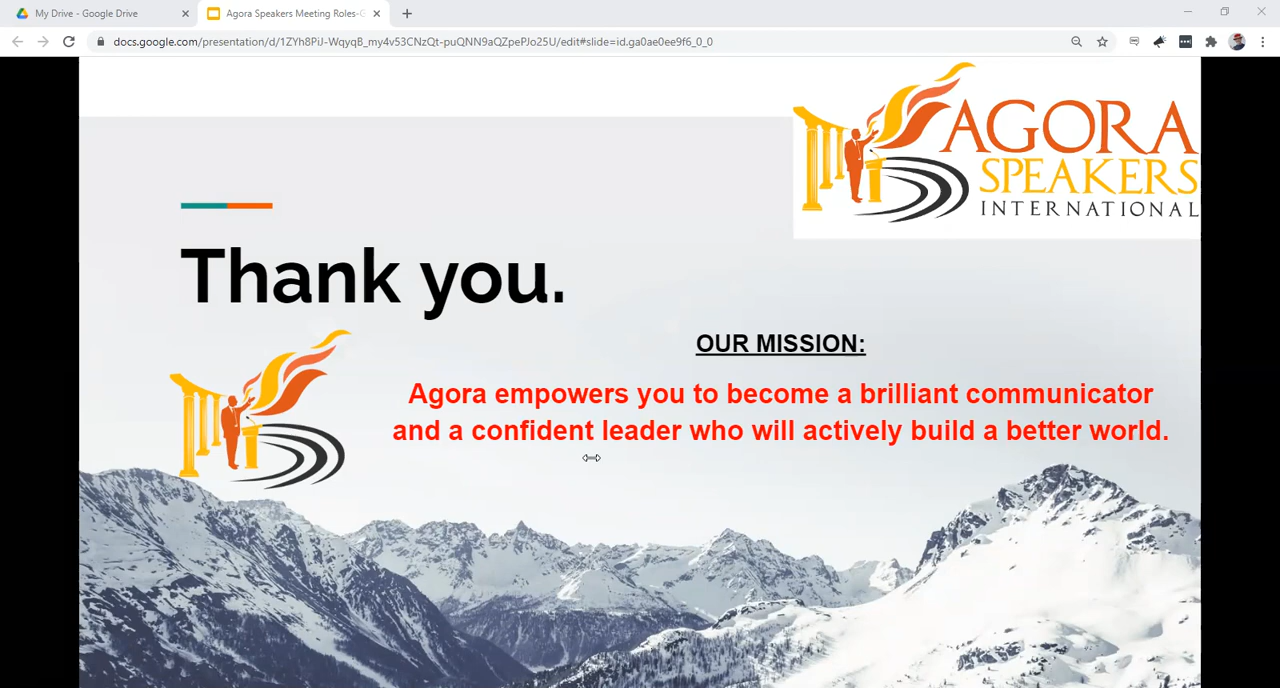 My Drive - Google Drive
Agora Speakers Meeting Roles-G
docs.google.com/presentation/d/1ZYh8PiJ-WqyqB_my4v53CNzQt-puQNN9aQZpePJo25U/edit#slide=id.ga0ae0ee9f6_0_0
AGORA
SPEAKERS
INTERNATIONAL
Thank you.
OUR MISSION:
Agora empowers you to become a brilliant communicator
and a confident leader who will actively build a better world.